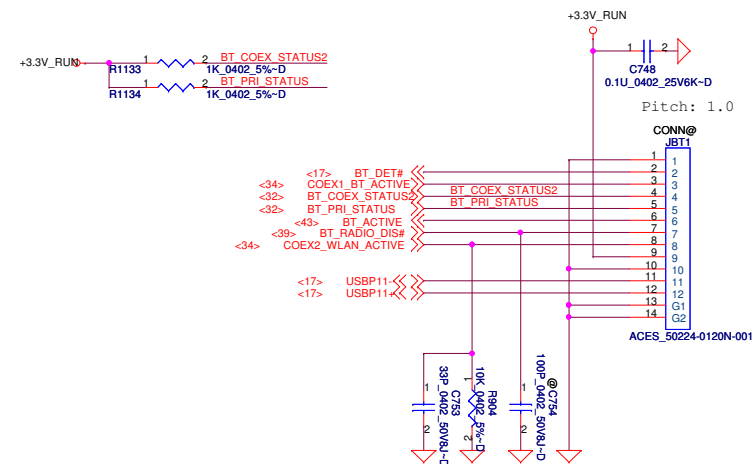 +3.3V_RUN
+3.3V_RUN
1 2 BT_COEX_STATUS2
R1133 1K_0402_5%~D
1 2 BT_PRI_STATUS
R1134 1K_0402_5%~D
1 2
C748
0.1U_0402_25V6K~D
Pitch: 1.0
CONN@
JBT1
1 1
<17> BT_DET# 2 2
<34> COEX1_BT_ACTIVE 3 3
<32> BT_COEX_STATUS2 BT_COEX_STATUS2 4 4
<32> BT_PRI_STATUS BT_PRI_STATUS 5 5
<43> BT_ACTIVE 6 6
<39> BT_RADIO_DIS# 7 7
<34> COEX2_WLAN_ACTIVE 8 8
9 9
10 10
<17> USBP11- 11 11
<17> USBP11+ 12 12
13 G1
14 G2
ACES_50224-0120N-001
1 2
C753
33P_0402_50V8J~D
1 2
R904
10K_0402_5%~D
1 2
@C754
100P_0402_50V8J~D